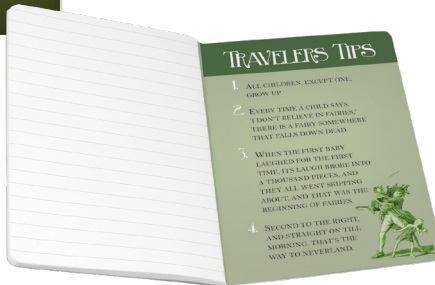 TRAVELERS TIPS
1. ALL CHILDREN, EXCEPT ONE,
GROW UP.
2. EVERY TIME A CHILD SAYS,
'I DON'T BELIEVE IN FAIRIES,'
THERE IS A FAIRY SOMEWHERE
THAT FALLS DOWN DEAD.
3. WHEN THE FIRST BABY
LAUGHED FOR THE FIRST
TIME, ITS LAUGH BROKE INTO
A THOUSAND PIECES, AND
THEY ALL WENT SKIPPING
ABOUT, AND THAT WAS THE
BEGINNING OF FAIRIES.
4. SECOND TO THE RIGHT,
AND STRAIGHT ON TILL
MORNING. THAT'S THE
WAY TO NEVERLAND.